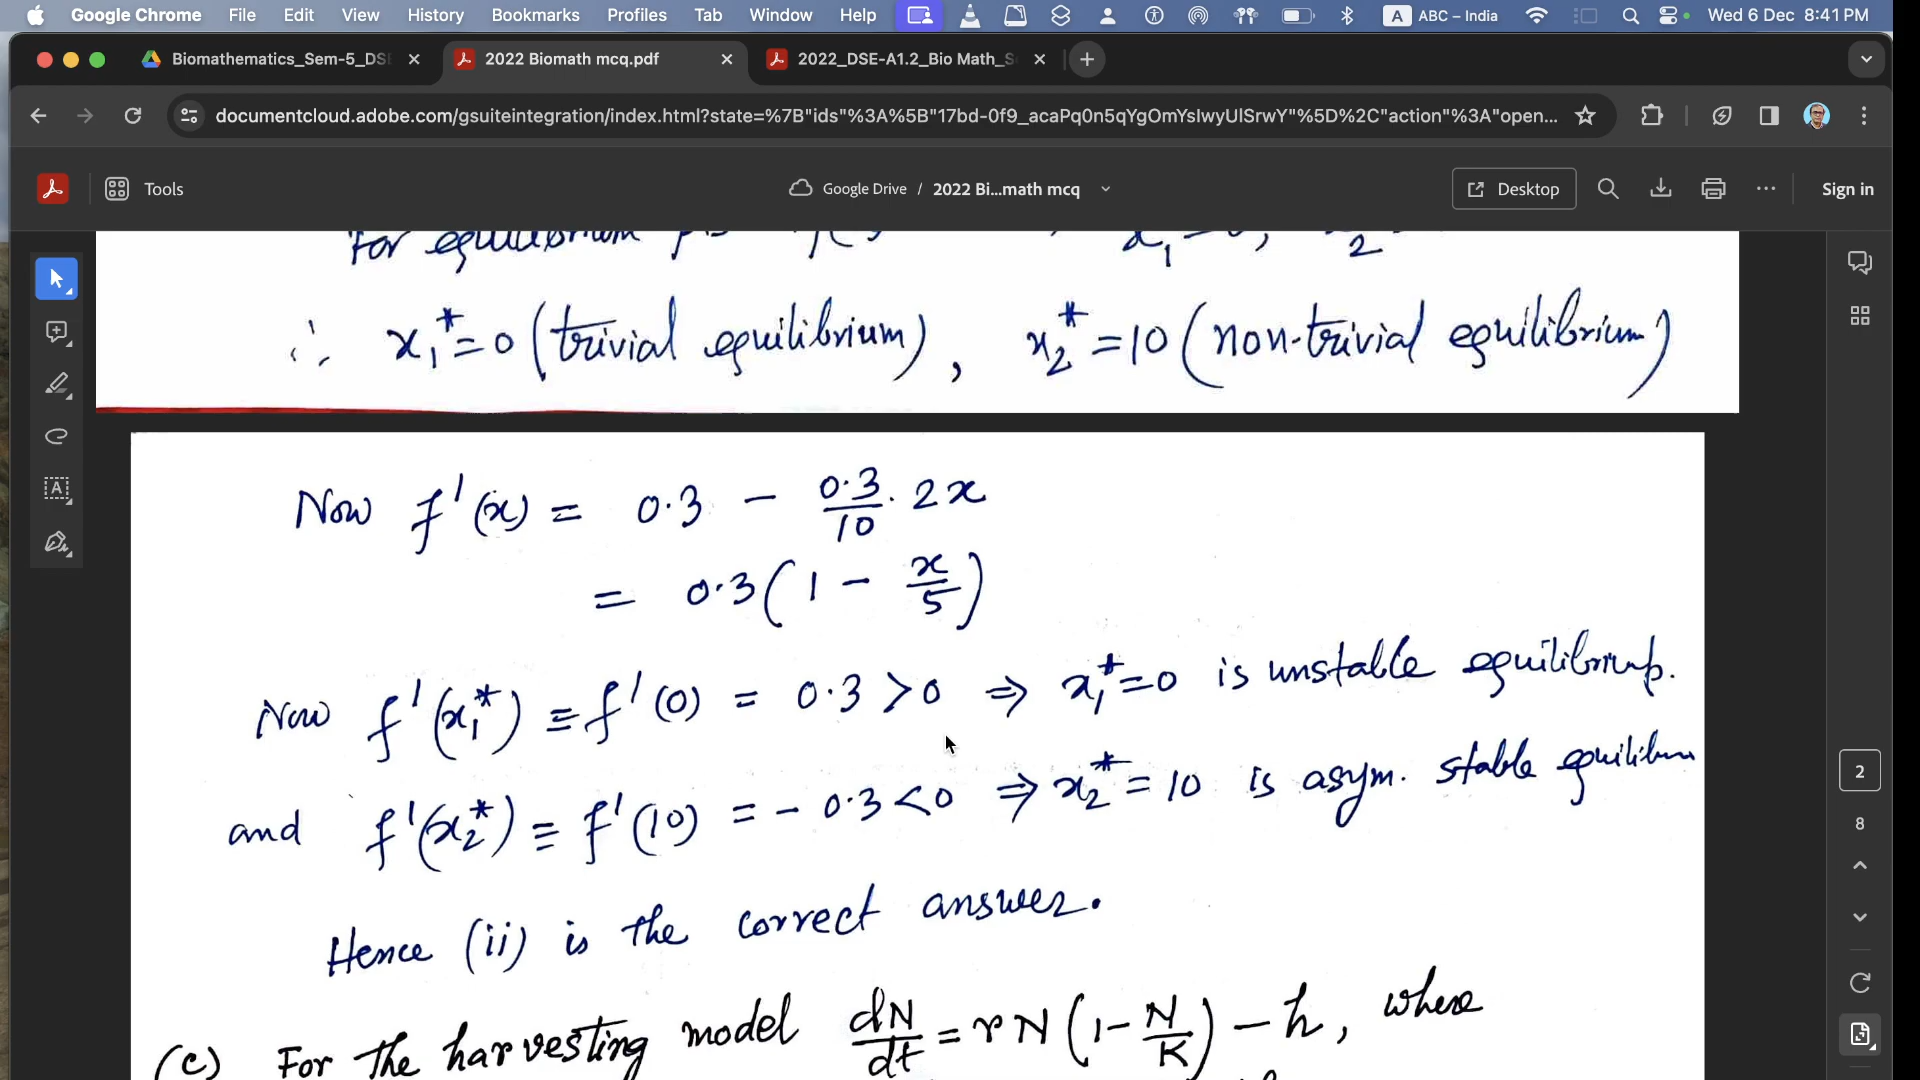 Google Chrome File Edit View History Bookmarks Profiles Tab Window Help A ABC – India Wed 6 Dec 8:41 PM
Biomathematics_Sem-5_DS 2022 Biomath mcq.pdf 2022_DSE-A1.2_Bio Math_S
documentcloud.adobe.com/gsuiteintegration/index.html?state=%7B"ids"%3A%5B"17bd-0f9_acaPq0n5qYgOmYsIwyUlSrwY"%5D%2C"action"%3A"open...
Tools Google Drive / 2022 Bi...math mcq Desktop Sign in
For equilibrium
∴ x₁* = 0 (trivial equilibrium), x₂* = 10 (non-trivial equilibrium)
Now f'(x) = 0.3 - 0.3/10 . 2x
= 0.3 (1 - x/5)
Now f'(x₁*) ≡ f'(0) = 0.3 > 0 ⇒ x₁* = 0 is unstable
and f'(x₂*) ≡ f'(10) = - 0.3 < 0 ⇒ x₂* = 10 is asym. stable
Hence (ii) is the correct answer.
(c) For the harvesting model dN/dt = rN (1 - N/K) - h, where
2
8